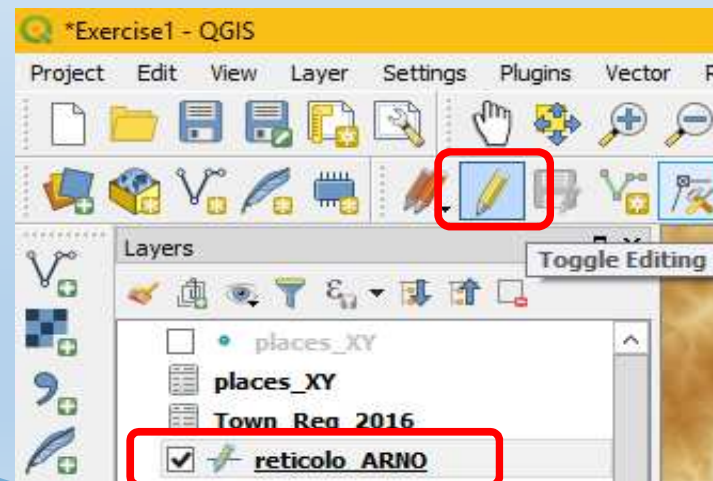 *Exercise1 - QGIS
Project Edit View Layer Settings Plugins Vector
Layers
Toggle Editing
places_XY
places_XY
Town_Reg_2016
reticolo_ARNO